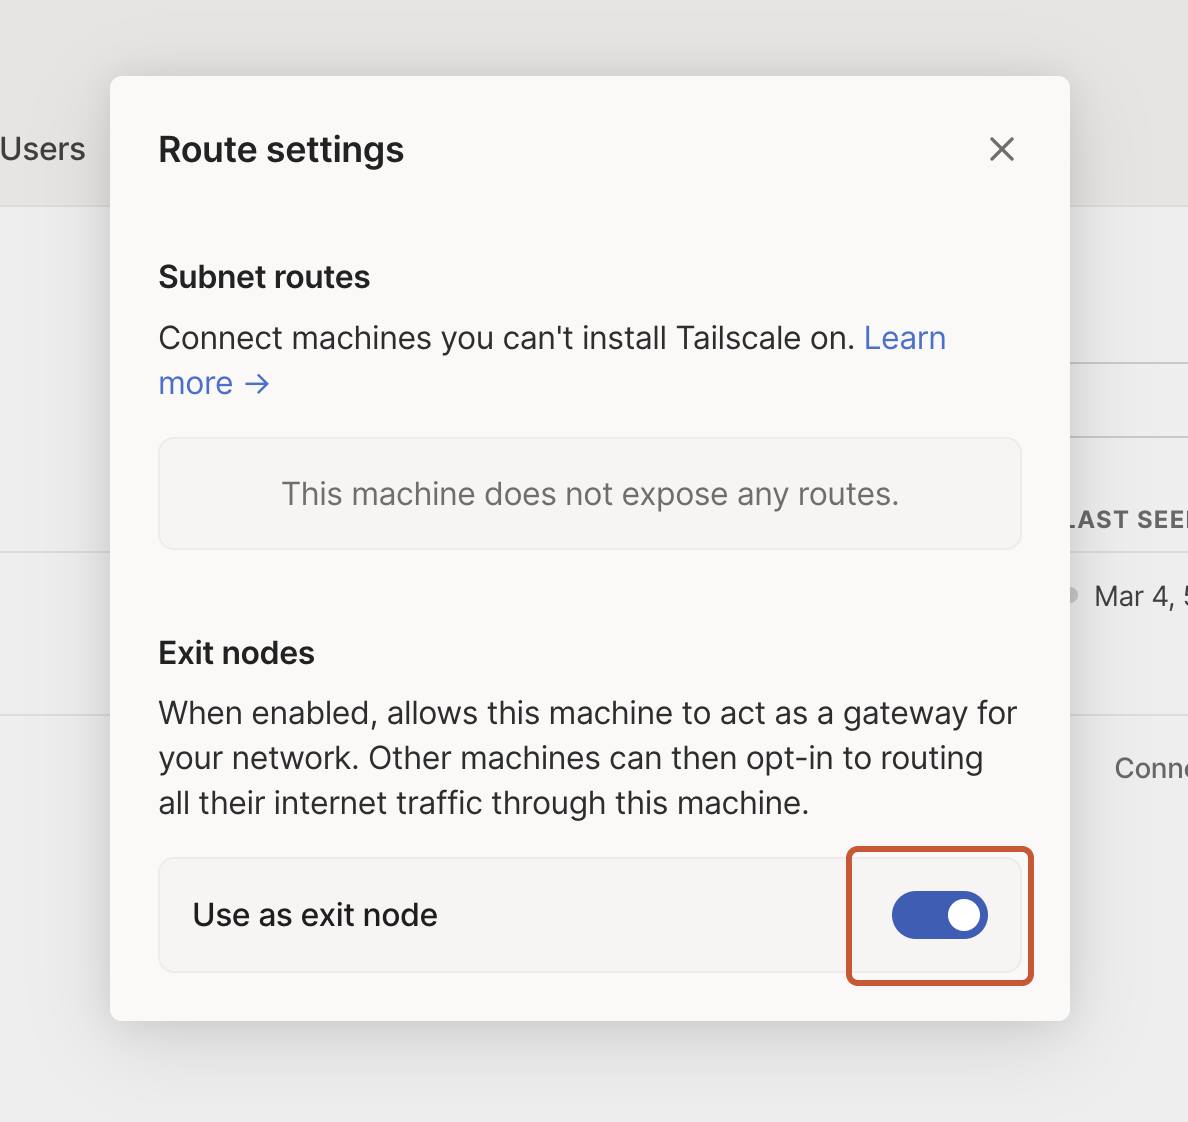 Users
Route settings
Subnet routes
Connect machines you can't install Tailscale on. Learn
more →
This machine does not expose any routes.
LAST SEE
Mar 4,
Exit nodes
When enabled, allows this machine to act as a gateway for
your network. Other machines can then opt-in to routing
all their internet traffic through this machine.
Conn
Use as exit node